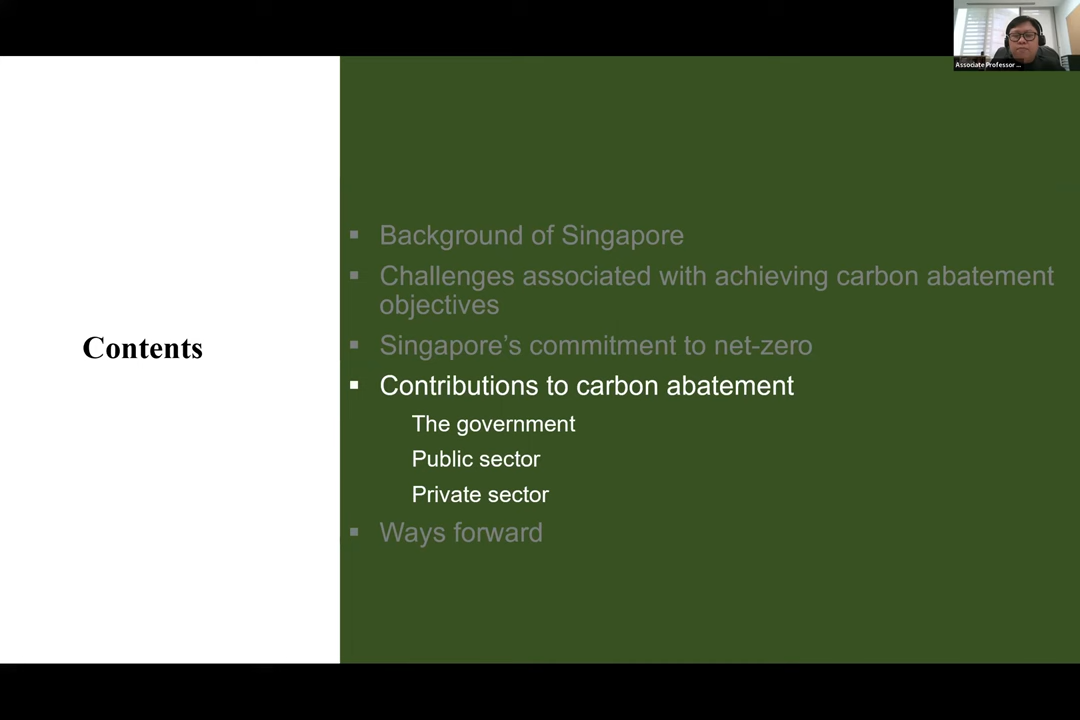 Associate Professor ...
Contents
▪ Background of Singapore
▪ Challenges associated with achieving carbon abatement
objectives
▪ Singapore’s commitment to net-zero
▪ Contributions to carbon abatement
The government
Public sector
Private sector
▪ Ways forward